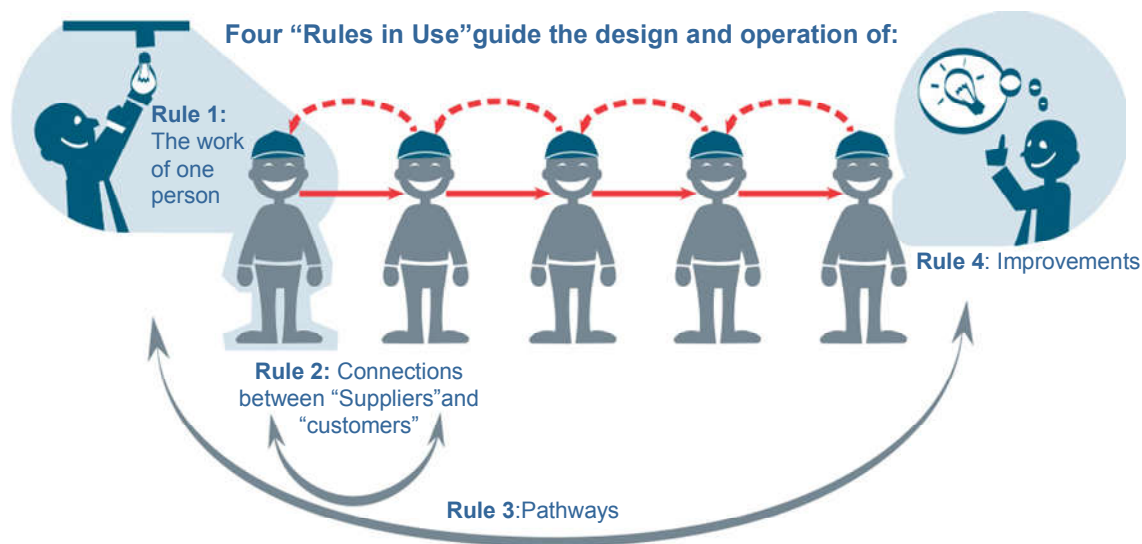 Four “Rules in Use”guide the design and operation of:
Rule 1:
The work
of one
person
Rule 4: Improvements
Rule 2: Connections
between “Suppliers”and
“customers”
Rule 3:Pathways